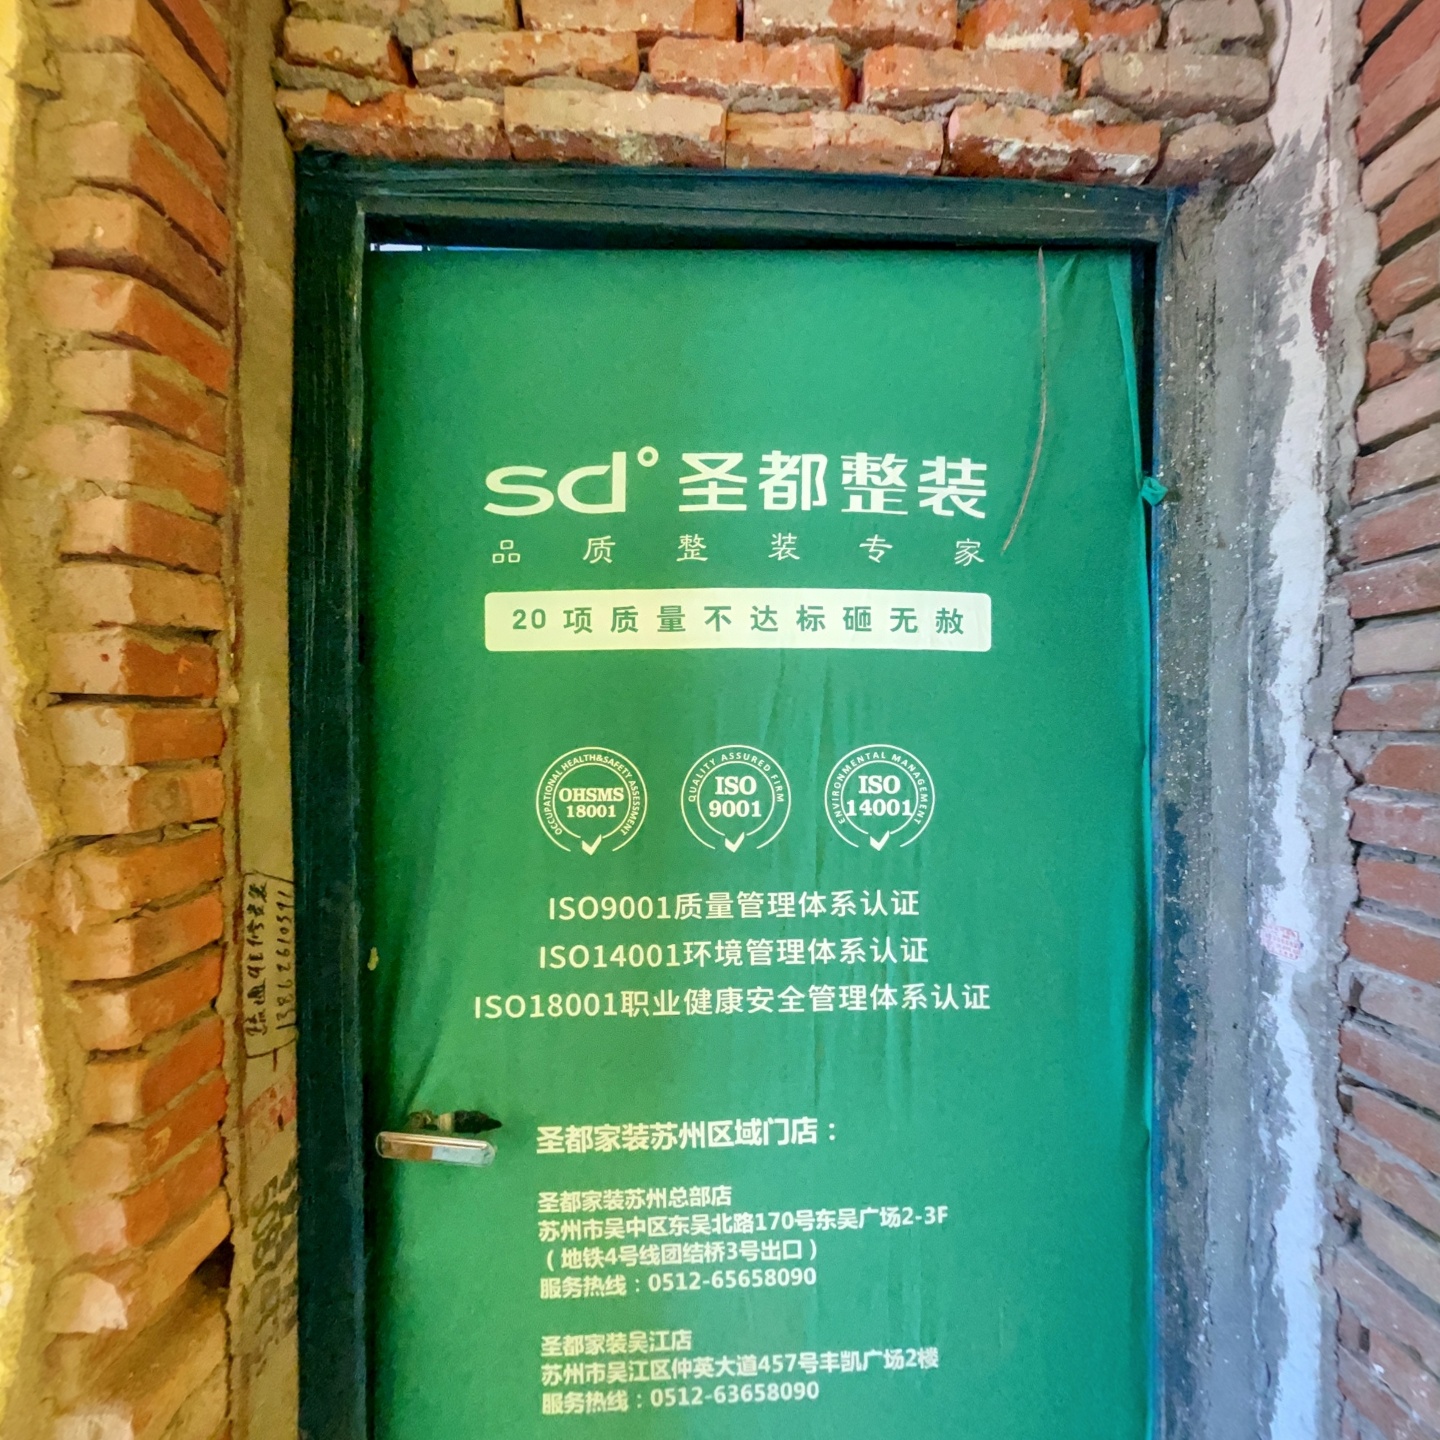 sd° 圣都整装
品质整装专家
20项质量不达标砸无赦
OCCUPATIONAL HEALTH&SAFETY ASSESSMENT
OHSMS
18001
QUALITY ASSURED FIRM
ISO
9001
ENVIRONMENTAL MANAGEMENT
ISO
14001
ISO9001质量管理体系认证
ISO14001环境管理体系认证
ISO18001职业健康安全管理体系认证
圣都家装苏州区域门店：
圣都家装苏州总部店
苏州市吴中区东吴北路170号东吴广场2-3F
（地铁4号线团结桥3号出口）
服务热线：0512-65658090
圣都家装吴江店
苏州市吴江区仲英大道457号丰凯广场2楼
服务热线：0512-63658090